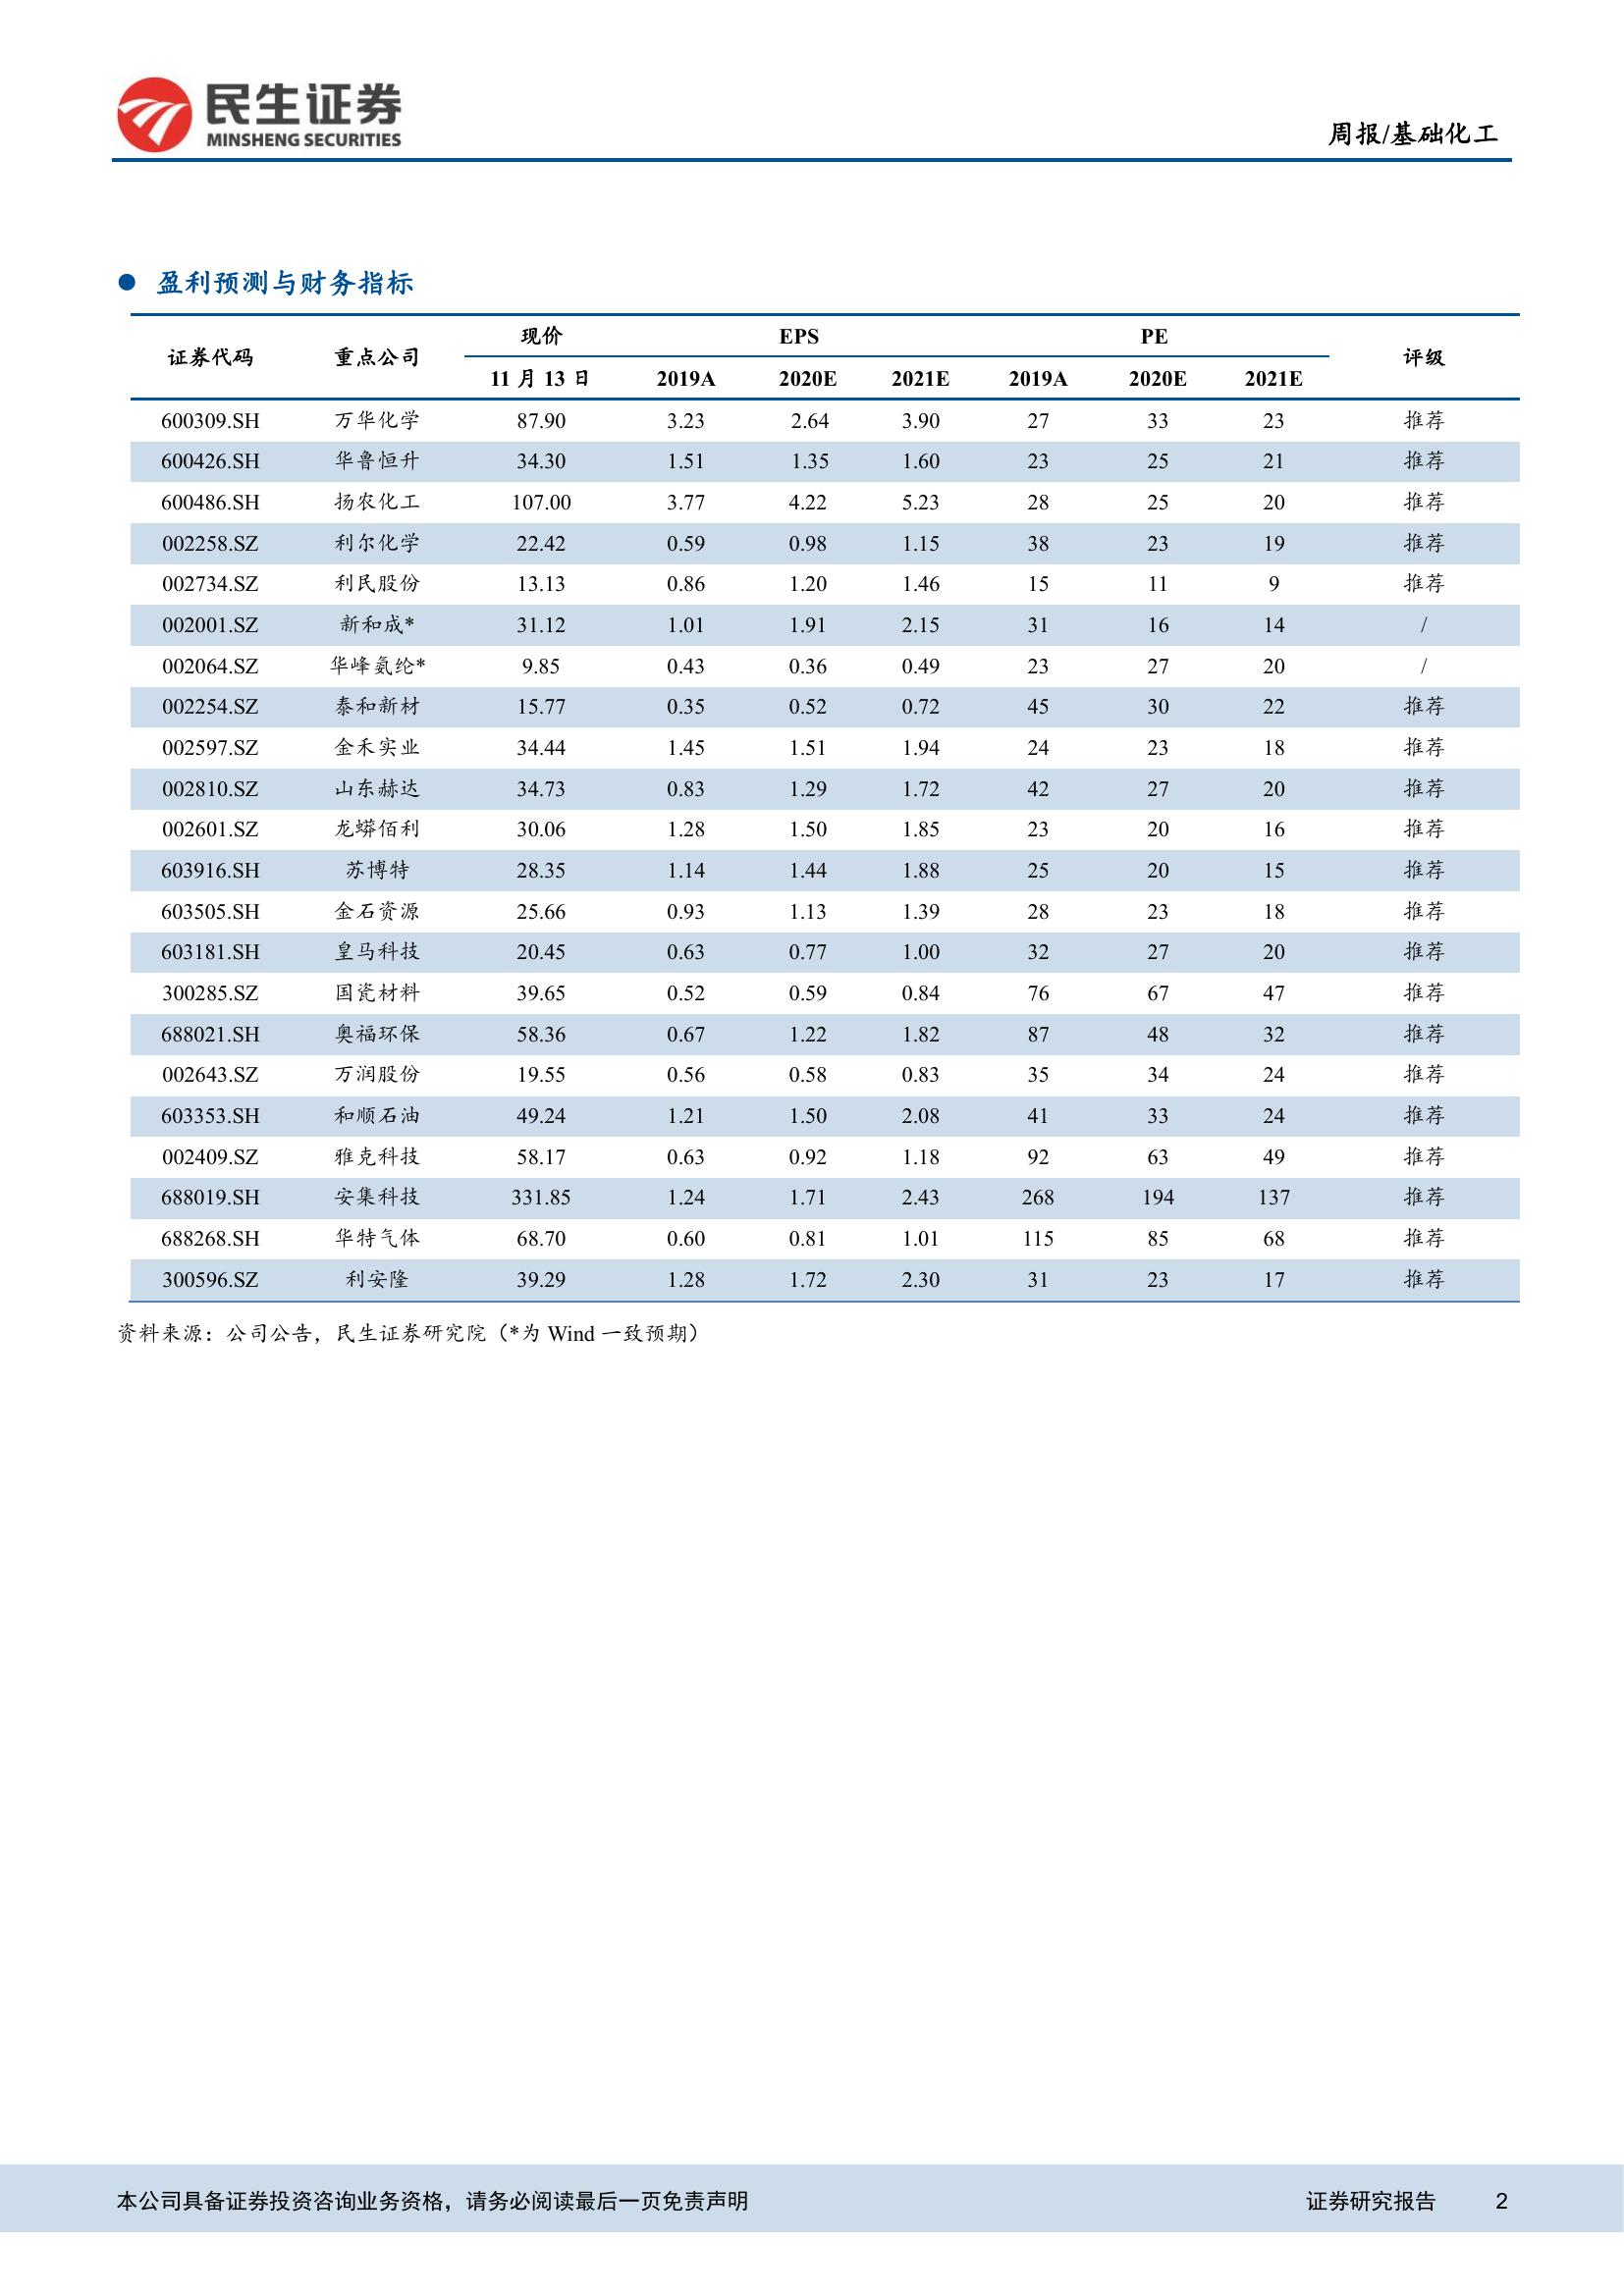 民生证券
MINSHENG SECURITIES
周报/基础化工
● 盈利预测与财务指标
证券代码 重点公司 现价 EPS PE 评级
11 月 13 日 2019A 2020E 2021E 2019A 2020E 2021E
600309.SH 万华化学 87.90 3.23 2.64 3.90 27 33 23 推荐
600426.SH 华鲁恒升 34.30 1.51 1.35 1.60 23 25 21 推荐
600486.SH 扬农化工 107.00 3.77 4.22 5.23 28 25 20 推荐
002258.SZ 利尔化学 22.42 0.59 0.98 1.15 38 23 19 推荐
002734.SZ 利民股份 13.13 0.86 1.20 1.46 15 11 9 推荐
002001.SZ 新和成* 31.12 1.01 1.91 2.15 31 16 14 /
002064.SZ 华峰氨纶* 9.85 0.43 0.36 0.49 23 27 20 /
002254.SZ 泰和新材 15.77 0.35 0.52 0.72 45 30 22 推荐
002597.SZ 金禾实业 34.44 1.45 1.51 1.94 24 23 18 推荐
002810.SZ 山东赫达 34.73 0.83 1.29 1.72 42 27 20 推荐
002601.SZ 龙蟒佰利 30.06 1.28 1.50 1.85 23 20 16 推荐
603916.SH 苏博特 28.35 1.14 1.44 1.88 25 20 15 推荐
603505.SH 金石资源 25.66 0.93 1.13 1.39 28 23 18 推荐
603181.SH 皇马科技 20.45 0.63 0.77 1.00 32 27 20 推荐
300285.SZ 国瓷材料 39.65 0.52 0.59 0.84 76 67 47 推荐
688021.SH 奥福环保 58.36 0.67 1.22 1.82 87 48 32 推荐
002643.SZ 万润股份 19.55 0.56 0.58 0.83 35 34 24 推荐
603353.SH 和顺石油 49.24 1.21 1.50 2.08 41 33 24 推荐
002409.SZ 雅克科技 58.17 0.63 0.92 1.18 92 63 49 推荐
688019.SH 安集科技 331.85 1.24 1.71 2.43 268 194 137 推荐
688268.SH 华特气体 68.70 0.60 0.81 1.01 115 85 68 推荐
300596.SZ 利安隆 39.29 1.28 1.72 2.30 31 23 17 推荐
资料来源：公司公告，民生证券研究院（*为 Wind 一致预期）
本公司具备证券投资咨询业务资格，请务必阅读最后一页免责声明 证券研究报告 2